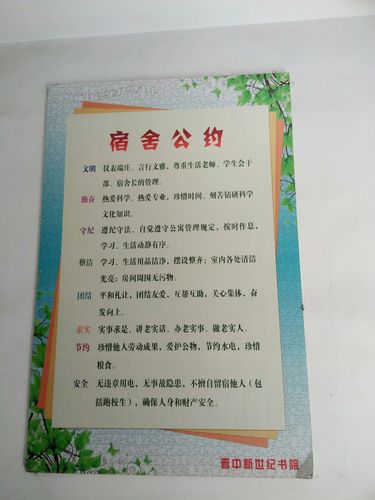 宿舍公约
文明 仪表端庄、言行文雅，尊重生活老师、学生会干
部、宿舍长的管理。
勤奋 热爱科学、热爱专业，珍惜时间、刻苦钻研科学
文化知识。
守纪 遵纪守法、自觉遵守公寓管理规定，按时作息，
学习、生活动静有序。
整洁 学习、生活用品洁净，摆设整齐；室内各处清洁
光亮；房间周围无污物。
团结 平和礼让，团结友爱，互帮互助，关心集体，奋
发向上。
求实 实事求是、讲老实话、办老实事、做老实人。
节约 珍惜他人劳动成果，爱护公物，节约水电，珍惜
粮食。
安全 无违章用电，无事故隐患，不擅自留宿他人（包
括跑校生），确保人身和财产安全。
晋中新世纪书院